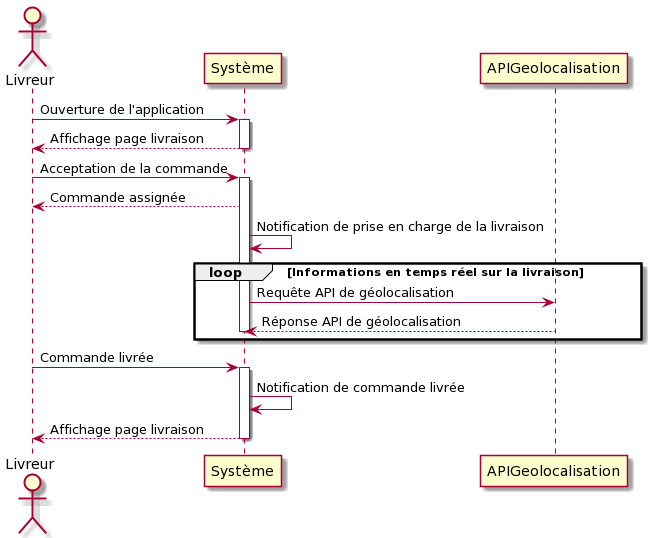 Livreur
Système
APIGeolocalisation
Ouverture de l'application
Affichage page livraison
Acceptation de la commande
Commande assignée
Notification de prise en charge de la livraison
loop [Informations en temps réel sur la livraison]
Requête API de géolocalisation
Réponse API de géolocalisation
Commande livrée
Notification de commande livrée
Affichage page livraison
Livreur
Système
APIGeolocalisation